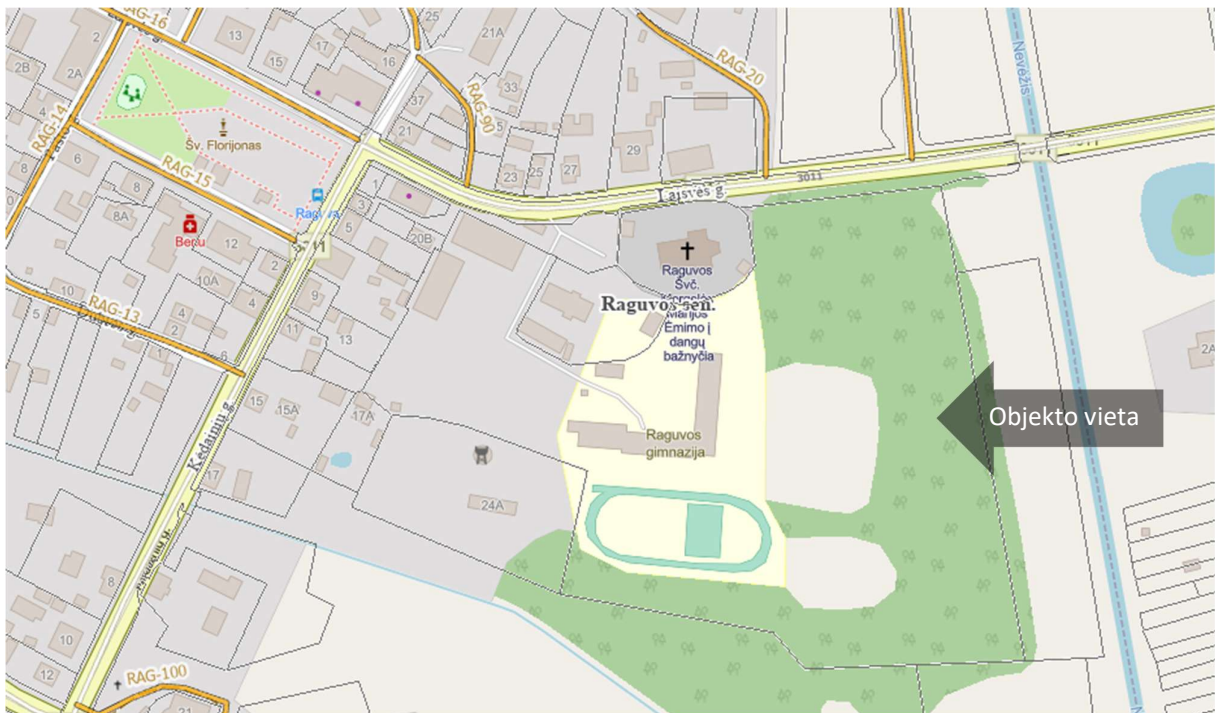 RAG-16
25
13
17
15
16
21A
2
2B
2A
RAG-20
33
37
RAG-90
Nevėžis
RAG-14
Šv. Florijonas
21
29
6
RAG-15
23
25
27
3011
8
8
1
Laisvės g.
8A
3
Raguva
5
Benu
12
20B
2
10A
Raguvos
Švč.
Raguvos sen.
Marijos
Ėmimo į
dangų
bažnyčia
10
RAG-13
4
9
5
4
2
11
13
2A
1
6
15
15A
17A
Objekto vieta
Kėdainių g.
Raguvos
gimnazija
17
24A
8
10
12
RAG-100
21